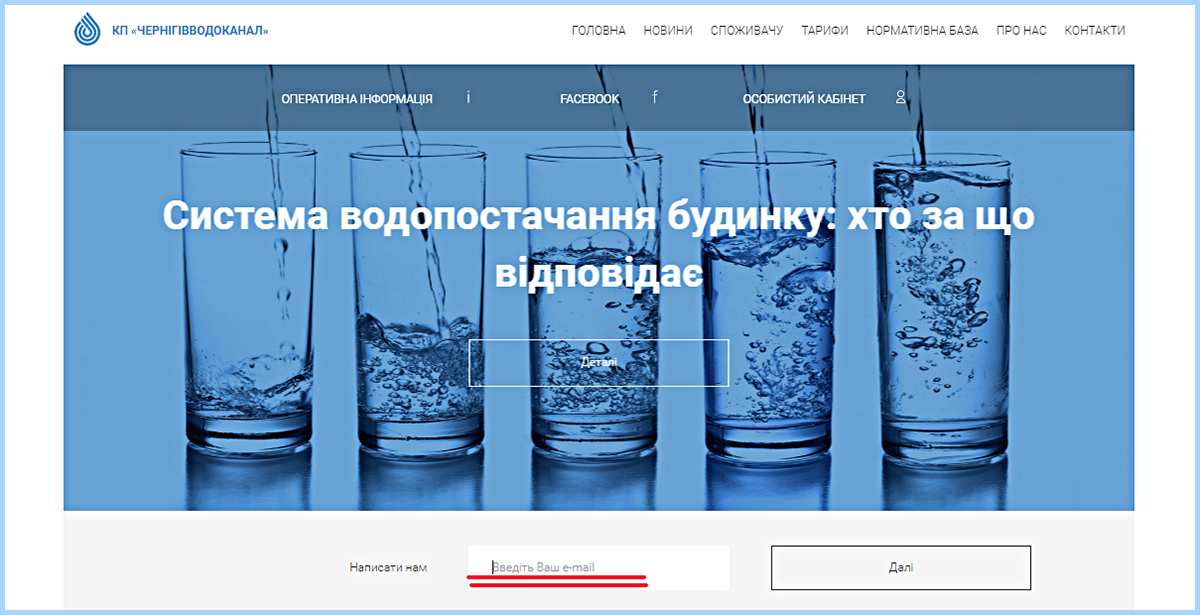 КП «ЧЕРНІГІВВОДОКАНАЛ»
ГОЛОВНА НОВИНИ СПОЖИВАЧУ ТАРИФИ НОРМАТИВНА БАЗА ПРО НАС КОНТАКТИ
ОПЕРАТИВНА ІНФОРМАЦІЯ i FACEBOOK f ОСОБИСТИЙ КАБІНЕТ
Система водопостачання будинку: хто за що
відповідає
Деталі
Написати нам Введіть Ваш e-mail Далі